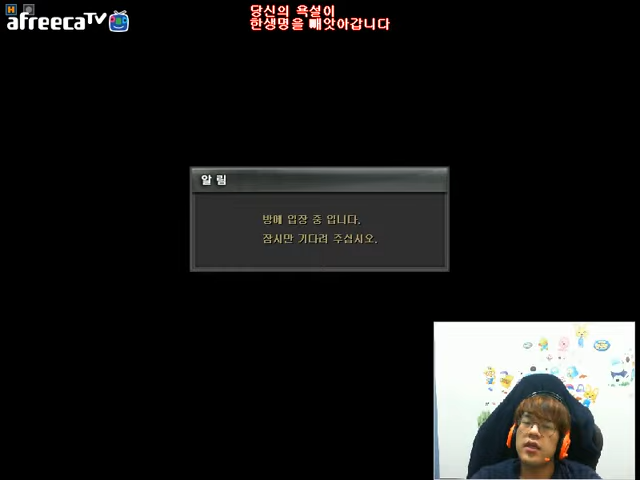 afreecaTV
당신의 욕설이
한생명을 빼앗아갑니다
알 림
방에 입장 중 입니다.
잠시만 기다려 주십시오.